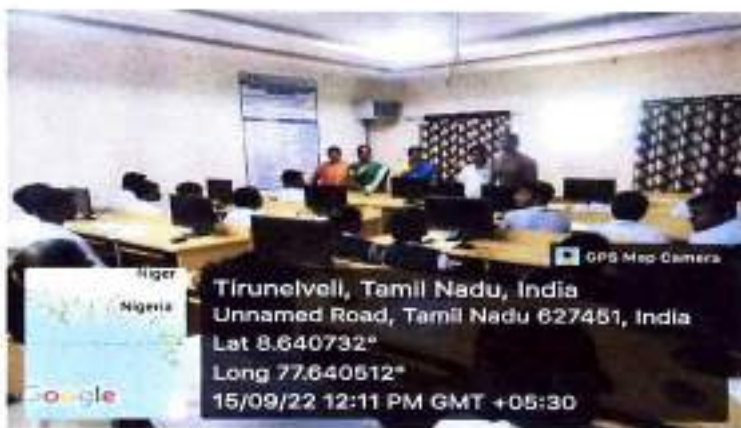 GPS Map Camera
Niger
Nigeria
Google
Tirunelveli, Tamil Nadu, India
Unnamed Road, Tamil Nadu 627451, India
Lat 8.640732°
Long 77.640512°
15/09/22 12:11 PM GMT +05:30